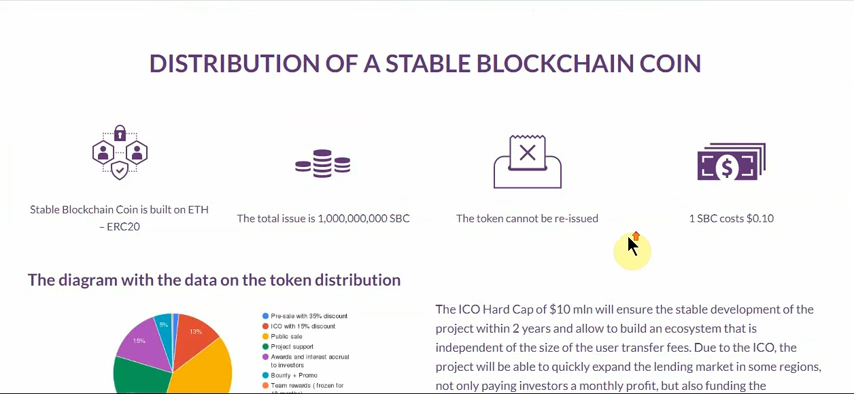 DISTRIBUTION OF A STABLE BLOCKCHAIN COIN
Stable Blockchain Coin is built on ETH
– ERC20
The total issue is 1,000,000,000 SBC
The token cannot be re-issued
1 SBC costs $0.10
The diagram with the data on the token distribution
5%
13%
15%
Pre-sale with 35% discount
ICO with 15% discount
Public sale
Project support
Awards and interest accrual
to investors
Bounty + Promo
Team rewards ( frozen for
The ICO Hard Cap of $10 mln will ensure the stable development of the
project within 2 years and allow to build an ecosystem that is
independent of the size of the user transfer fees. Due to the ICO, the
project will be able to quickly expand the lending market in some regions,
not only paying investors a monthly profit, but also funding the